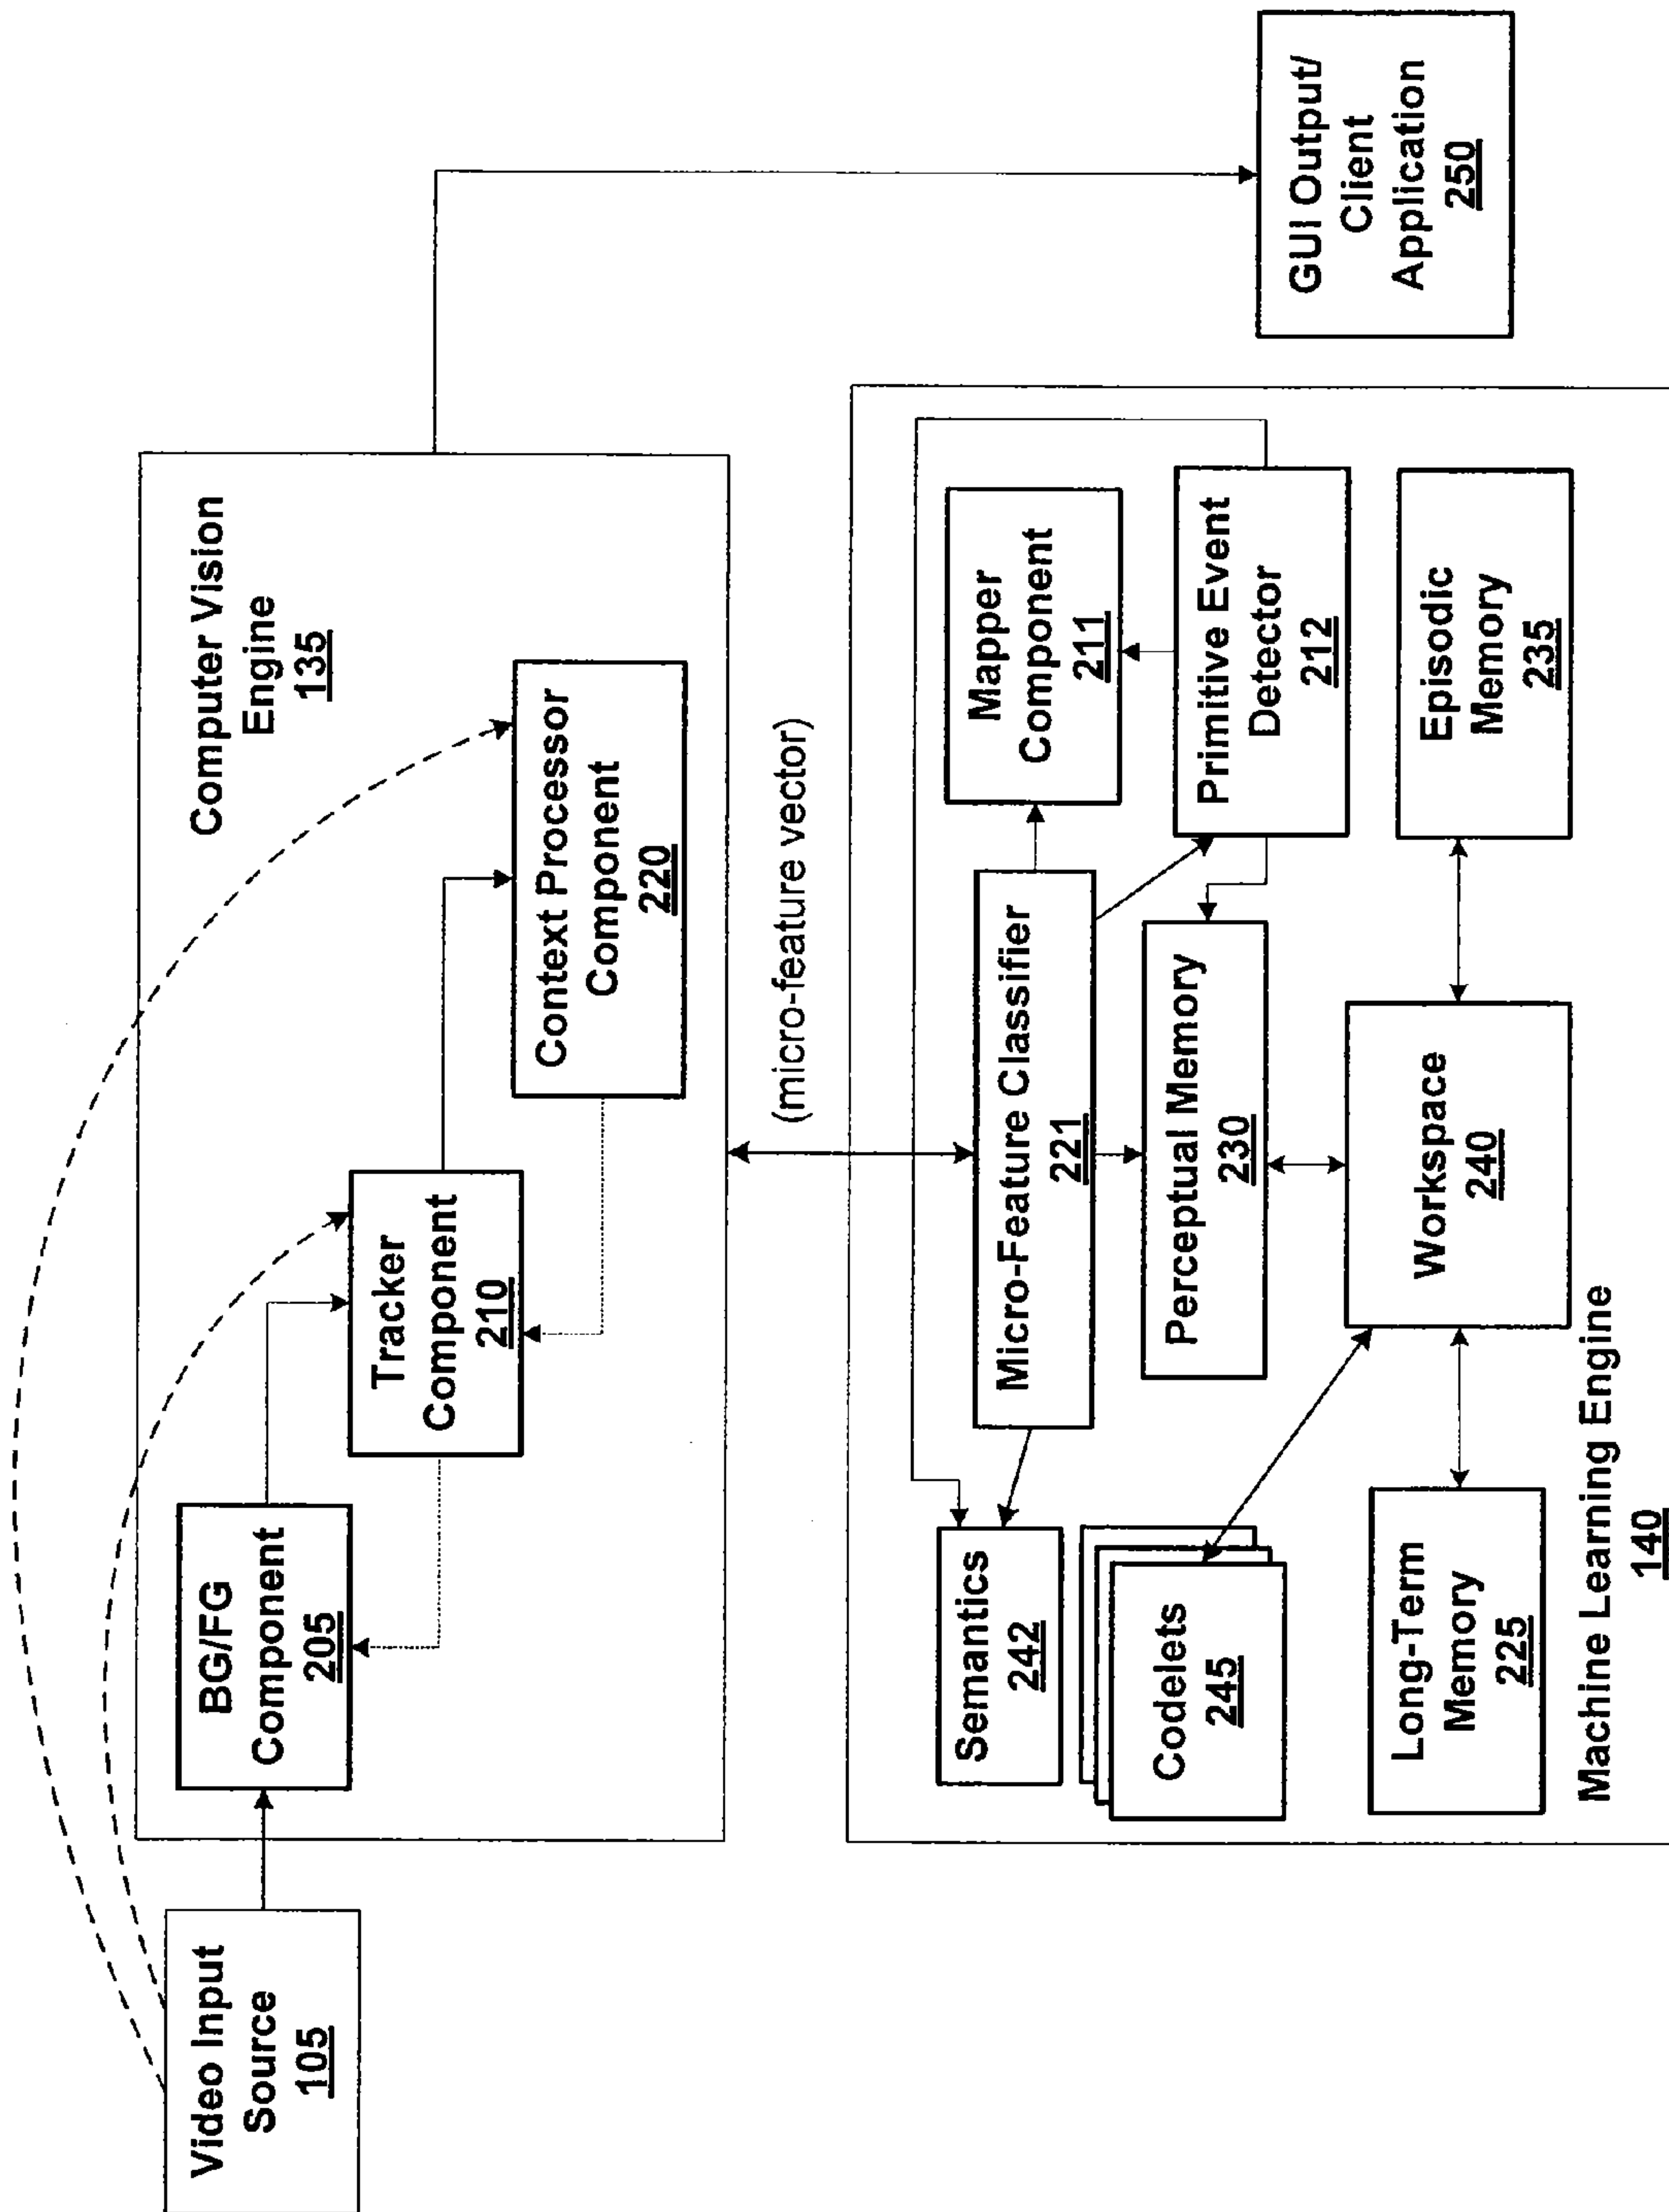 Video Input
Source
105
Computer Vision
Engine
135
BG/FG
Component
205
Tracker
Component
210
Context Processor
Component
220
(micro-feature vector)
GUI Output/
Client
Application
250
Semantics
242
Micro-Feature Classifier
221
Mapper
Component
211
Codelets
245
Perceptual Memory
230
Primitive Event
Detector
212
Long-Term
Memory
225
Workspace
240
Episodic
Memory
235
Machine Learning Engine
140